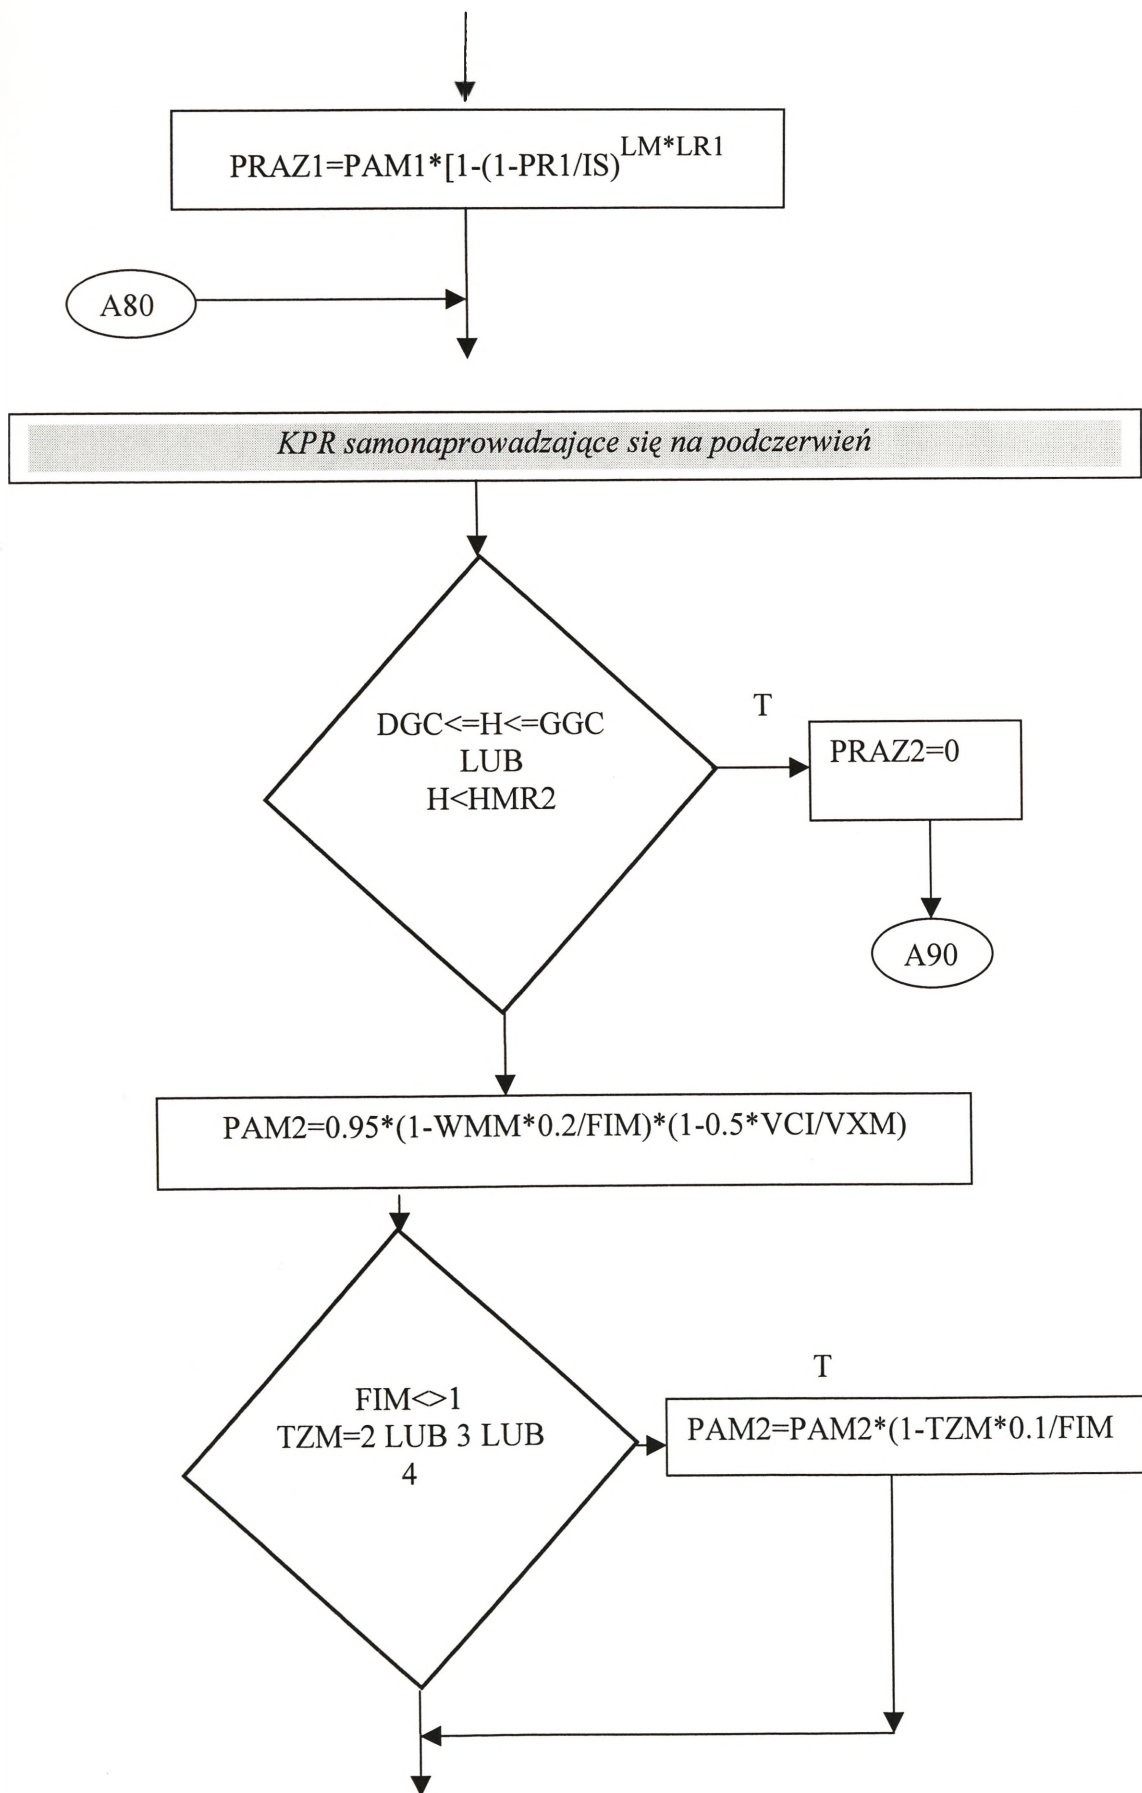 PRAZ1=PAM1*[1-(1-PR1/IS)^LM*LR1
A80
KPR samonaprowadzające się na podczerwień
DGC<=H<=GGC
LUB
H<HMR2
T
PRAZ2=0
A90
PAM2=0.95*(1-WMM*0.2/FIM)*(1-0.5*VCI/VXM)
FIM<>1
TZM=2 LUB 3 LUB
4
T
PAM2=PAM2*(1-TZM*0.1/FIM